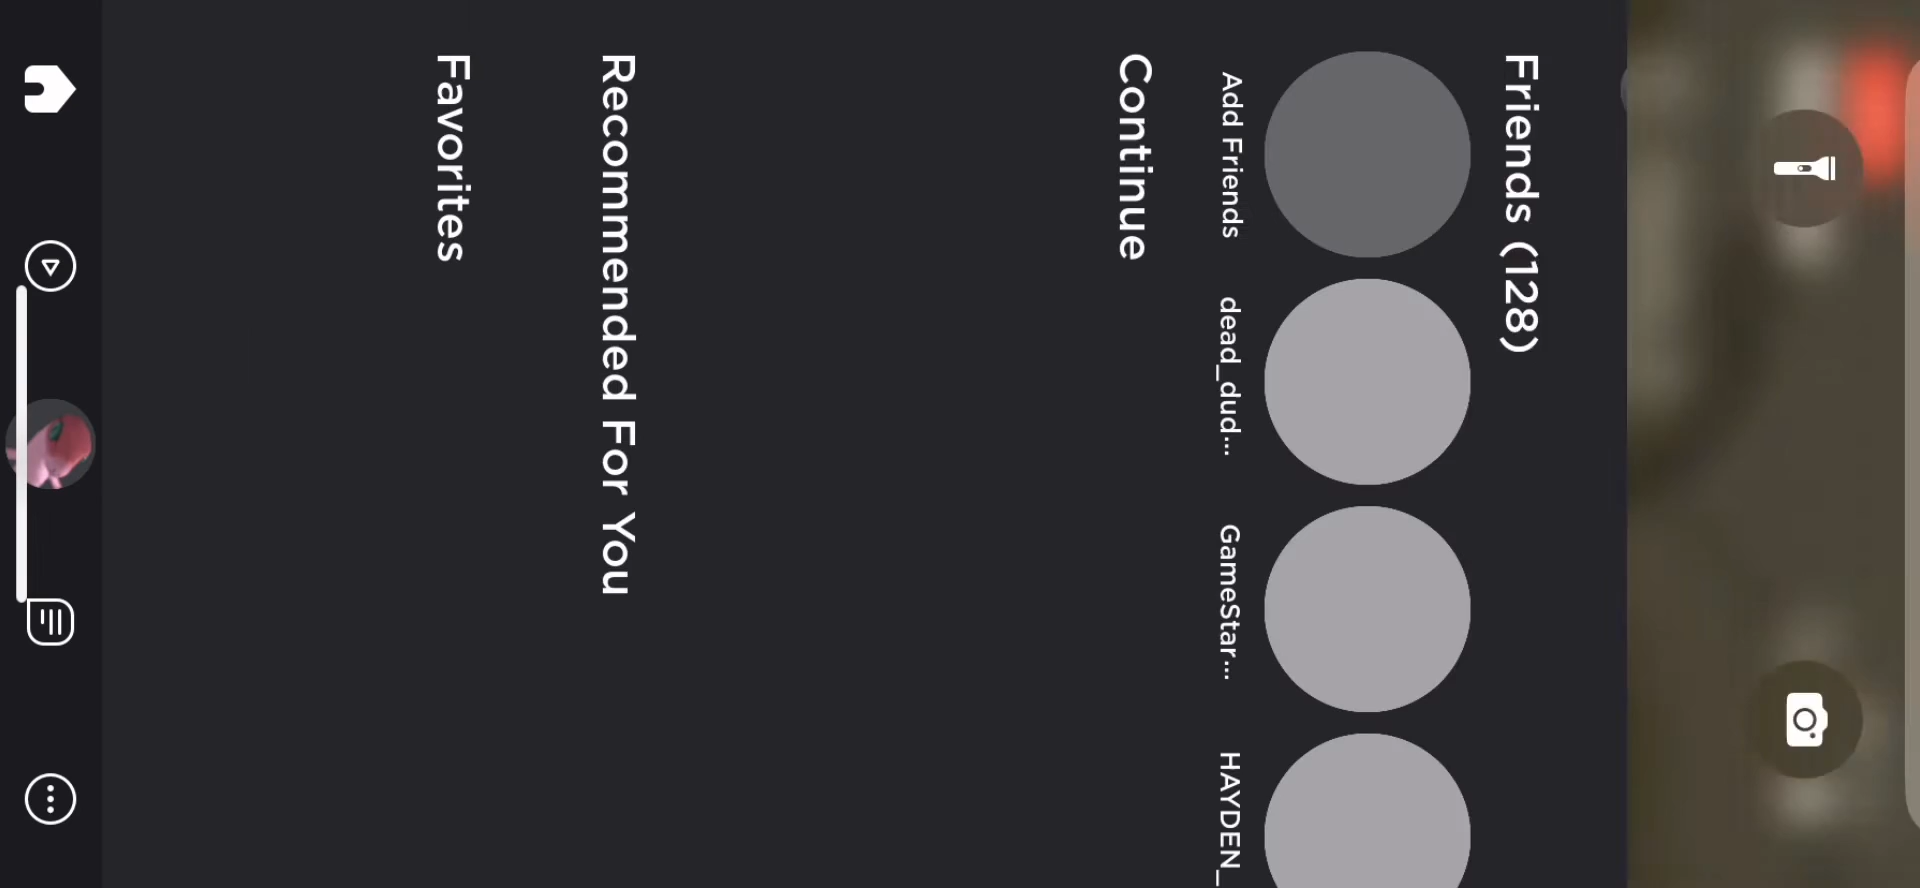 Friends (128)
Add Friends
dead_dud...
GameStar...
HAYDEN_
Continue
Recommended For You
Favorites